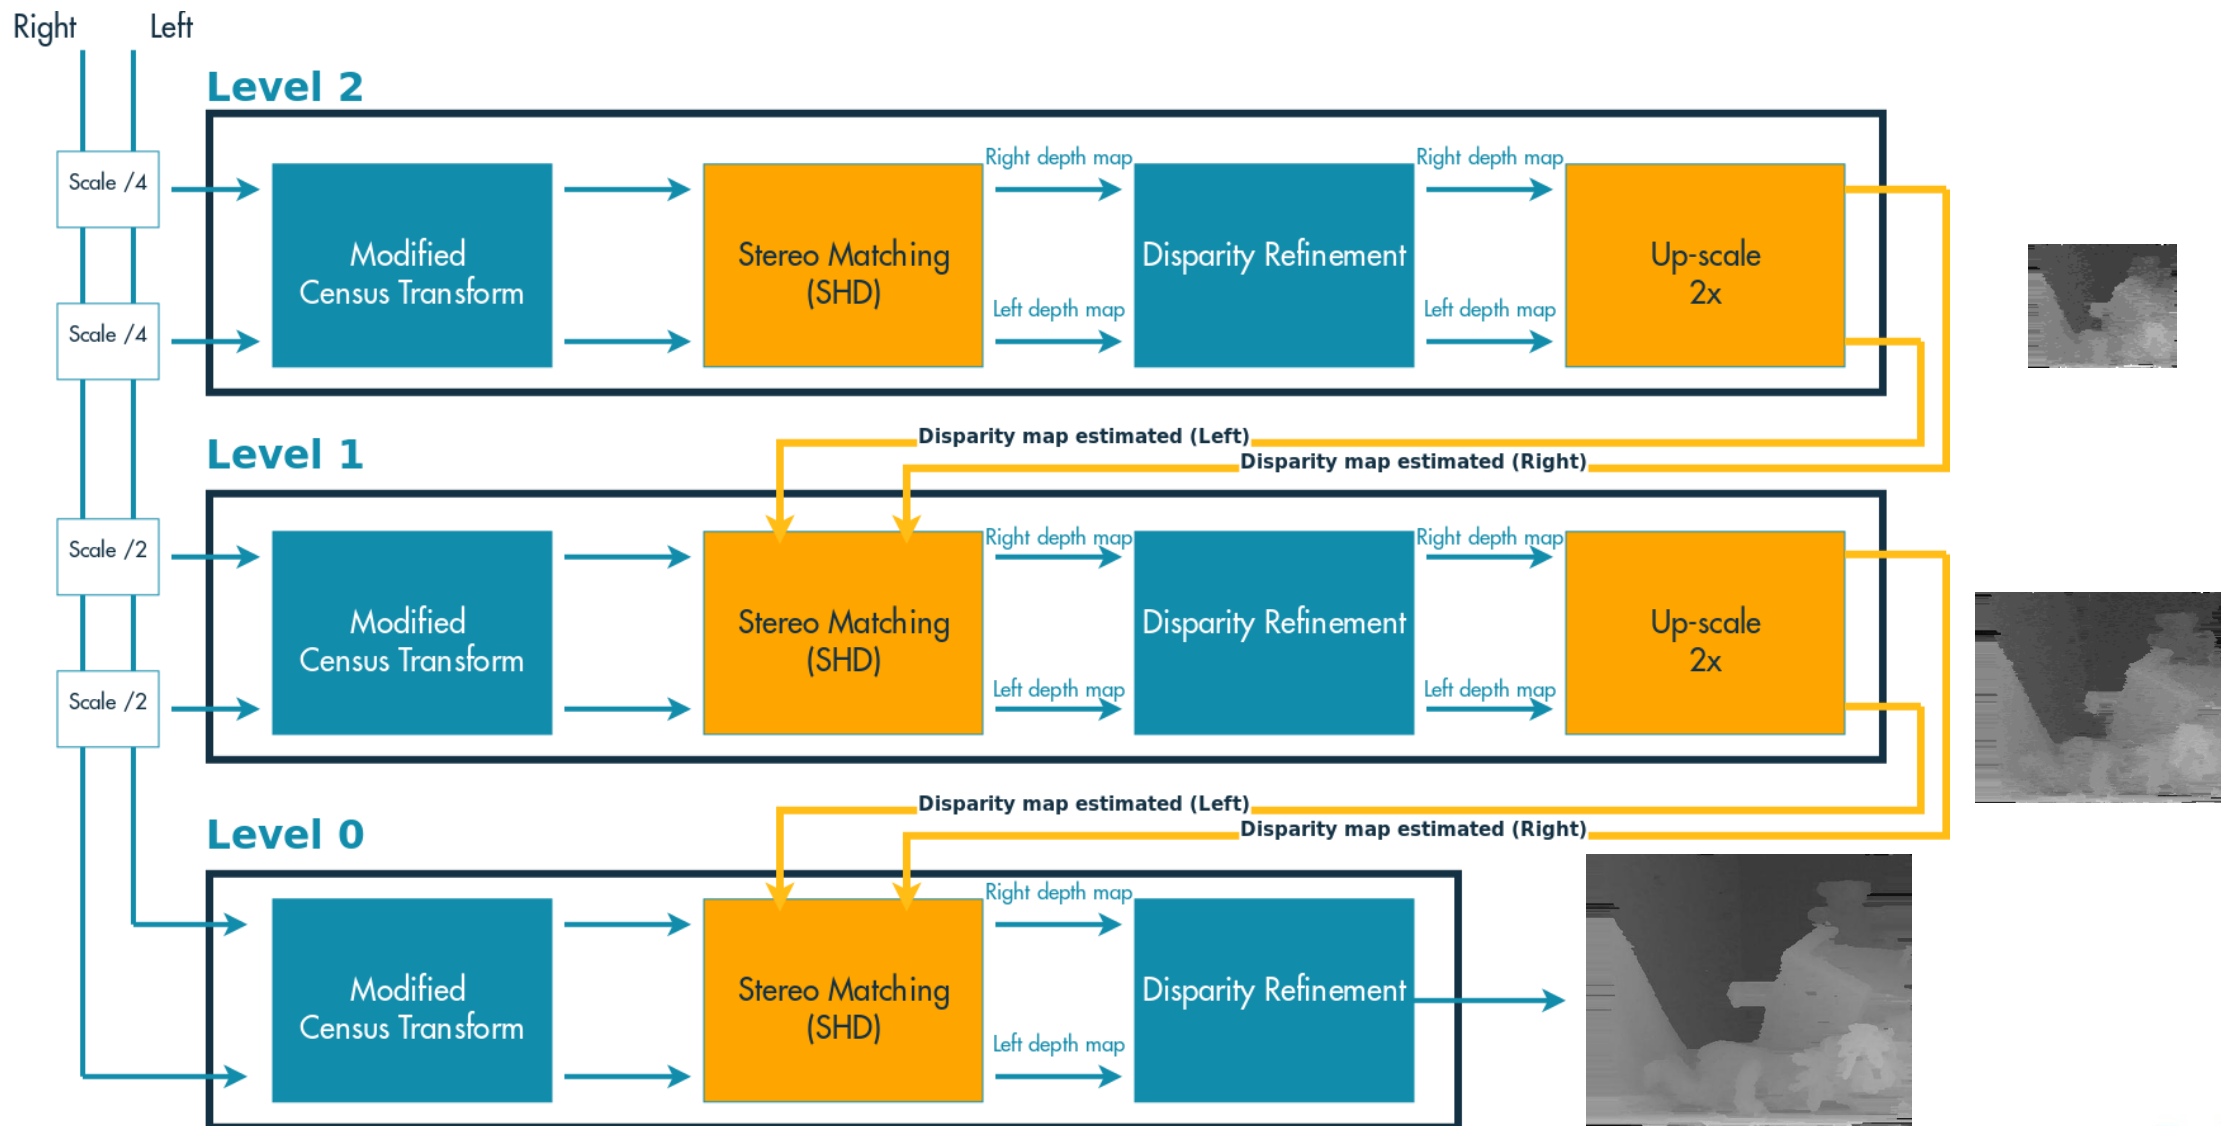 Right
Left
Level 2
Scale /4
Scale /4
Modified
Census Transform
Stereo Matching
(SHD)
Right depth map
Left depth map
Disparity Refinement
Right depth map
Left depth map
Up-scale
2x
Disparity map estimated (Left)
Disparity map estimated (Right)
Level 1
Scale /2
Scale /2
Modified
Census Transform
Stereo Matching
(SHD)
Right depth map
Left depth map
Disparity Refinement
Right depth map
Left depth map
Up-scale
2x
Disparity map estimated (Left)
Disparity map estimated (Right)
Level 0
Modified
Census Transform
Stereo Matching
(SHD)
Right depth map
Left depth map
Disparity Refinement